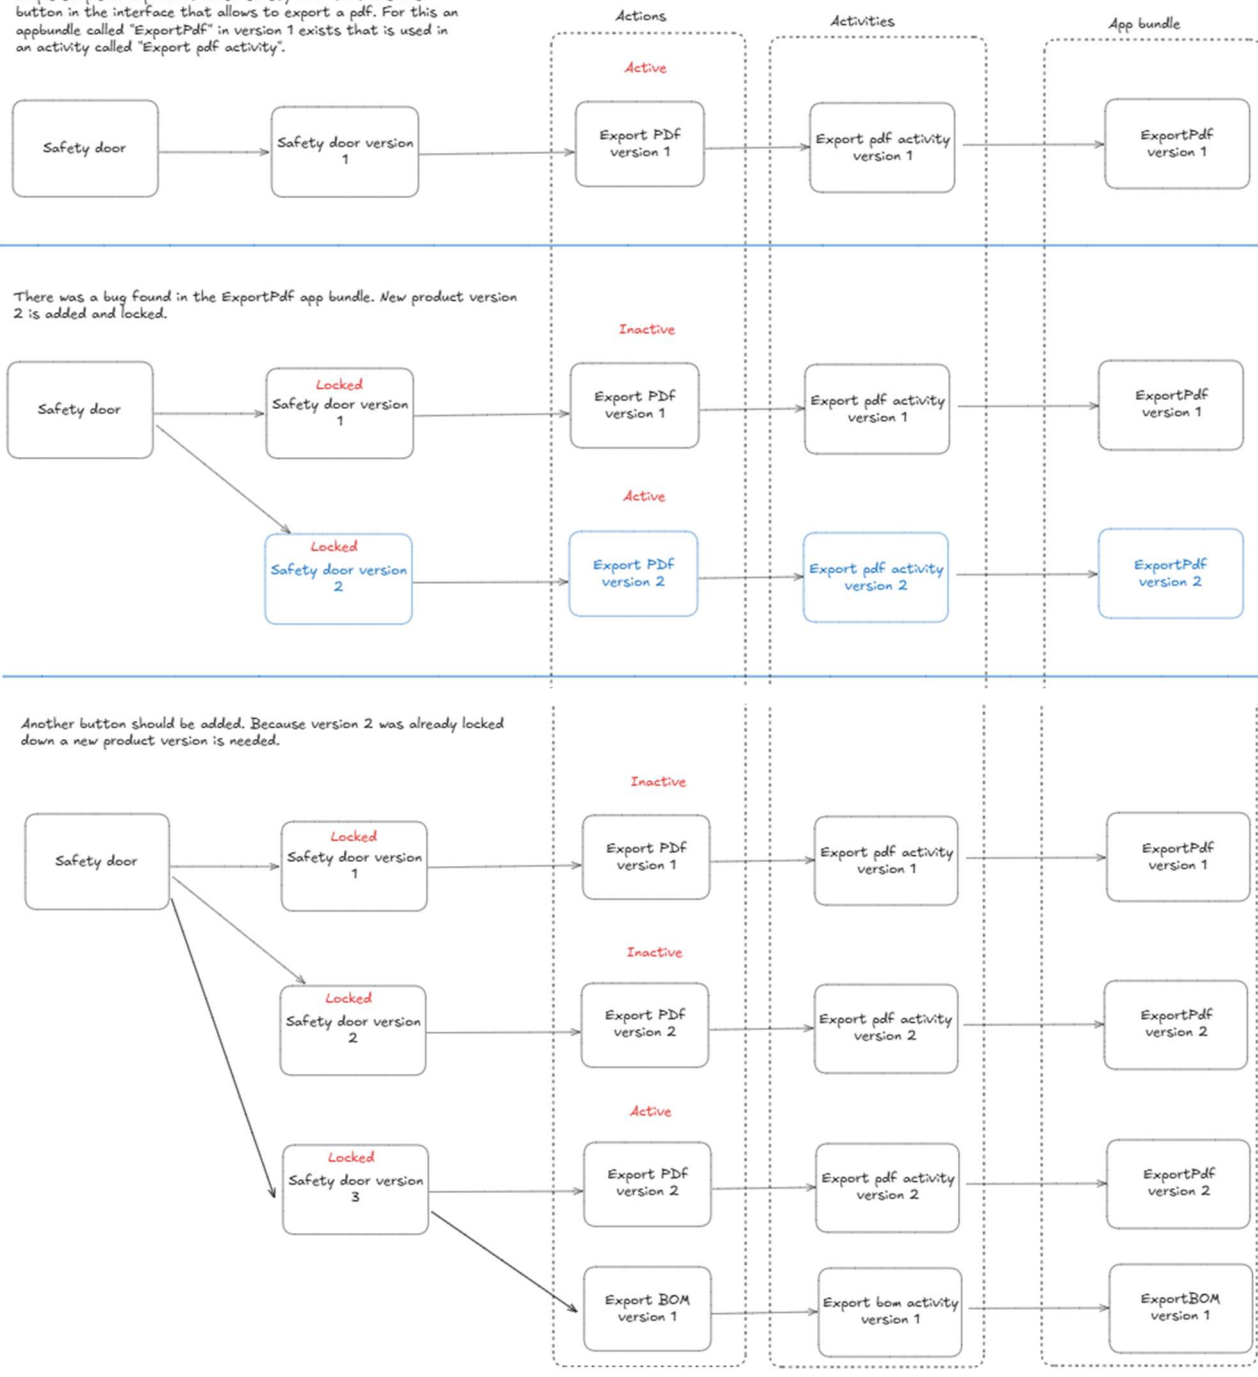 button in the interface that allows to export a pdf. For this an
appbundle called "ExportPdf" in version 1 exists that is used in
an activity called "Export pdf activity".
Actions
Activities
App bundle
Active
Safety door
Safety door version
1
Export PDf
version 1
Export pdf activity
version 1
ExportPdf
version 1
There was a bug found in the ExportPdf app bundle. New product version
2 is added and locked.
Inactive
Safety door
Locked
Safety door version
1
Export PDf
version 1
Export pdf activity
version 1
ExportPdf
version 1
Active
Locked
Safety door version
2
Export PDf
version 2
Export pdf activity
version 2
ExportPdf
version 2
Another button should be added. Because version 2 was already locked
down a new product version is needed.
Inactive
Safety door
Locked
Safety door version
1
Export PDf
version 1
Export pdf activity
version 1
ExportPdf
version 1
Inactive
Locked
Safety door version
2
Export PDf
version 2
Export pdf activity
version 2
ExportPdf
version 2
Active
Locked
Safety door version
3
Export PDf
version 2
Export pdf activity
version 2
ExportPdf
version 2
Export BOM
version 1
Export bom activity
version 1
ExportBOM
version 1